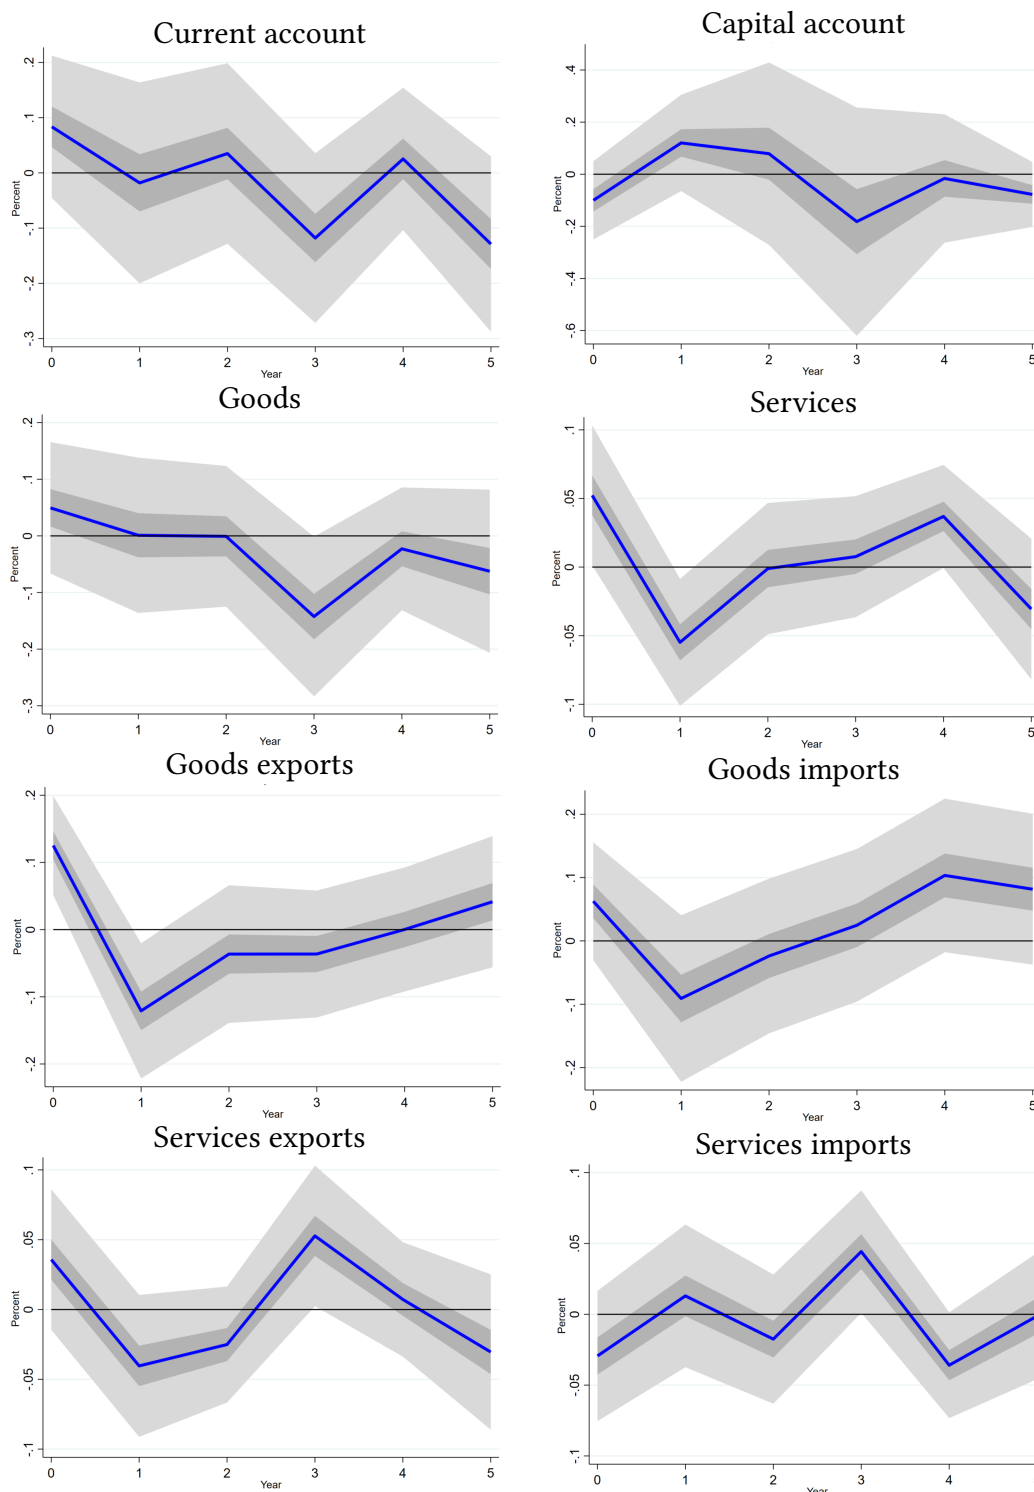 Current account
Percent
.2
.1
0
-.1
-.2
-.3
0 1 2 3 4 5
Year
Capital account
Percent
.4
.2
0
-.2
-.4
-.6
0 1 2 3 4 5
Year
Goods
Percent
.2
.1
0
-.1
-.2
-.3
0 1 2 3 4 5
Year
Services
Percent
.1
.05
0
-.05
-.1
0 1 2 3 4 5
Year
Goods exports
Percent
.2
.1
0
-.1
-.2
0 1 2 3 4 5
Year
Goods imports
Percent
.2
.1
0
-.1
-.2
0 1 2 3 4 5
Year
Services exports
Percent
.1
.05
0
-.05
-.1
0 1 2 3 4 5
Year
Services imports
Percent
.1
.05
0
-.05
-.1
0 1 2 3 4 5
Year